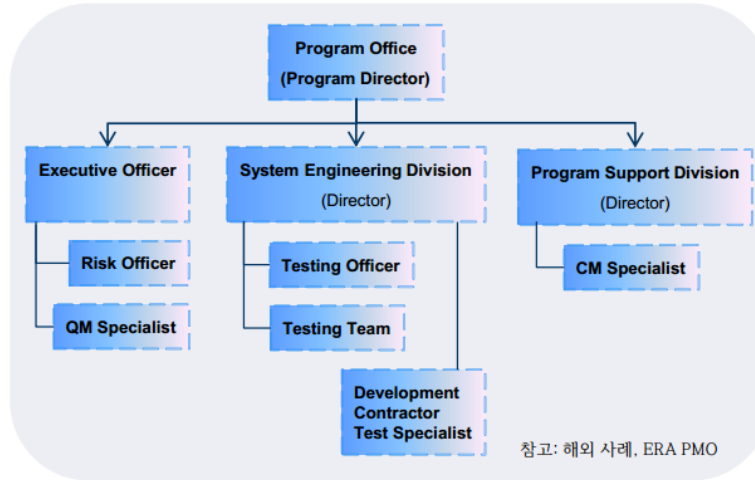 Program Office
(Program Director)
Executive Officer
System Engineering Division
(Director)
Program Support Division
(Director)
Risk Officer
QM Specialist
Testing Officer
Testing Team
CM Specialist
Development
Contractor
Test Specialist
참고: 해외 사례, ERA PMO